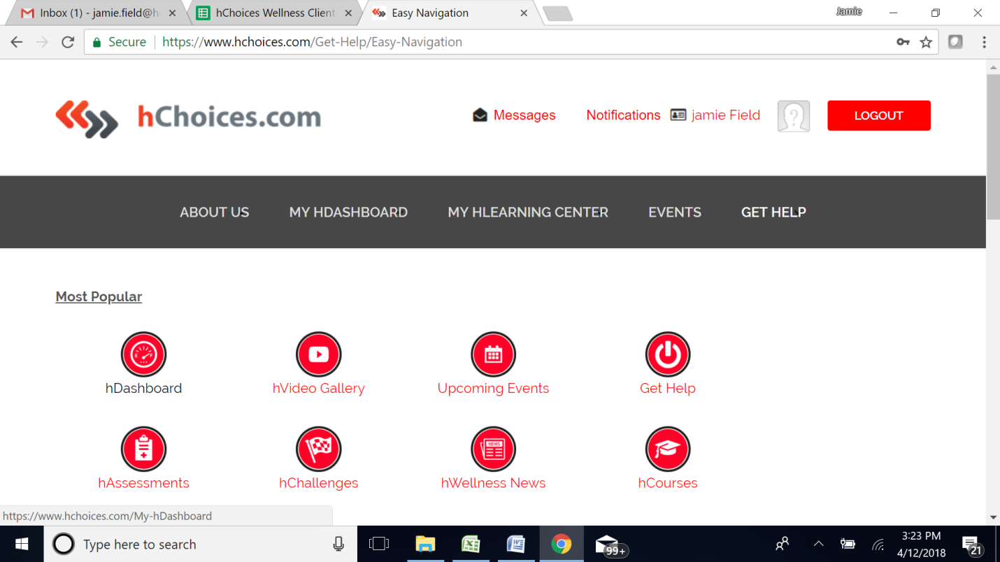 Inbox (1) - jamie.field@h
hChoices Wellness Client
Easy Navigation
Jamie
Secure
https://www.hchoices.com/Get-Help/Easy-Navigation
hChoices.com
Messages
Notifications
jamie Field
LOGOUT
ABOUT US
MY HDASHBOARD
MY HLEARNING CENTER
EVENTS
GET HELP
Most Popular
hDashboard
hVideo Gallery
Upcoming Events
Get Help
NEWS
hAssessments
hChallenges
hWellness News
hCourses
https://www.hchoices.com/My-hDashboard
Type here to search
99+
3:23 PM
4/12/2018
21